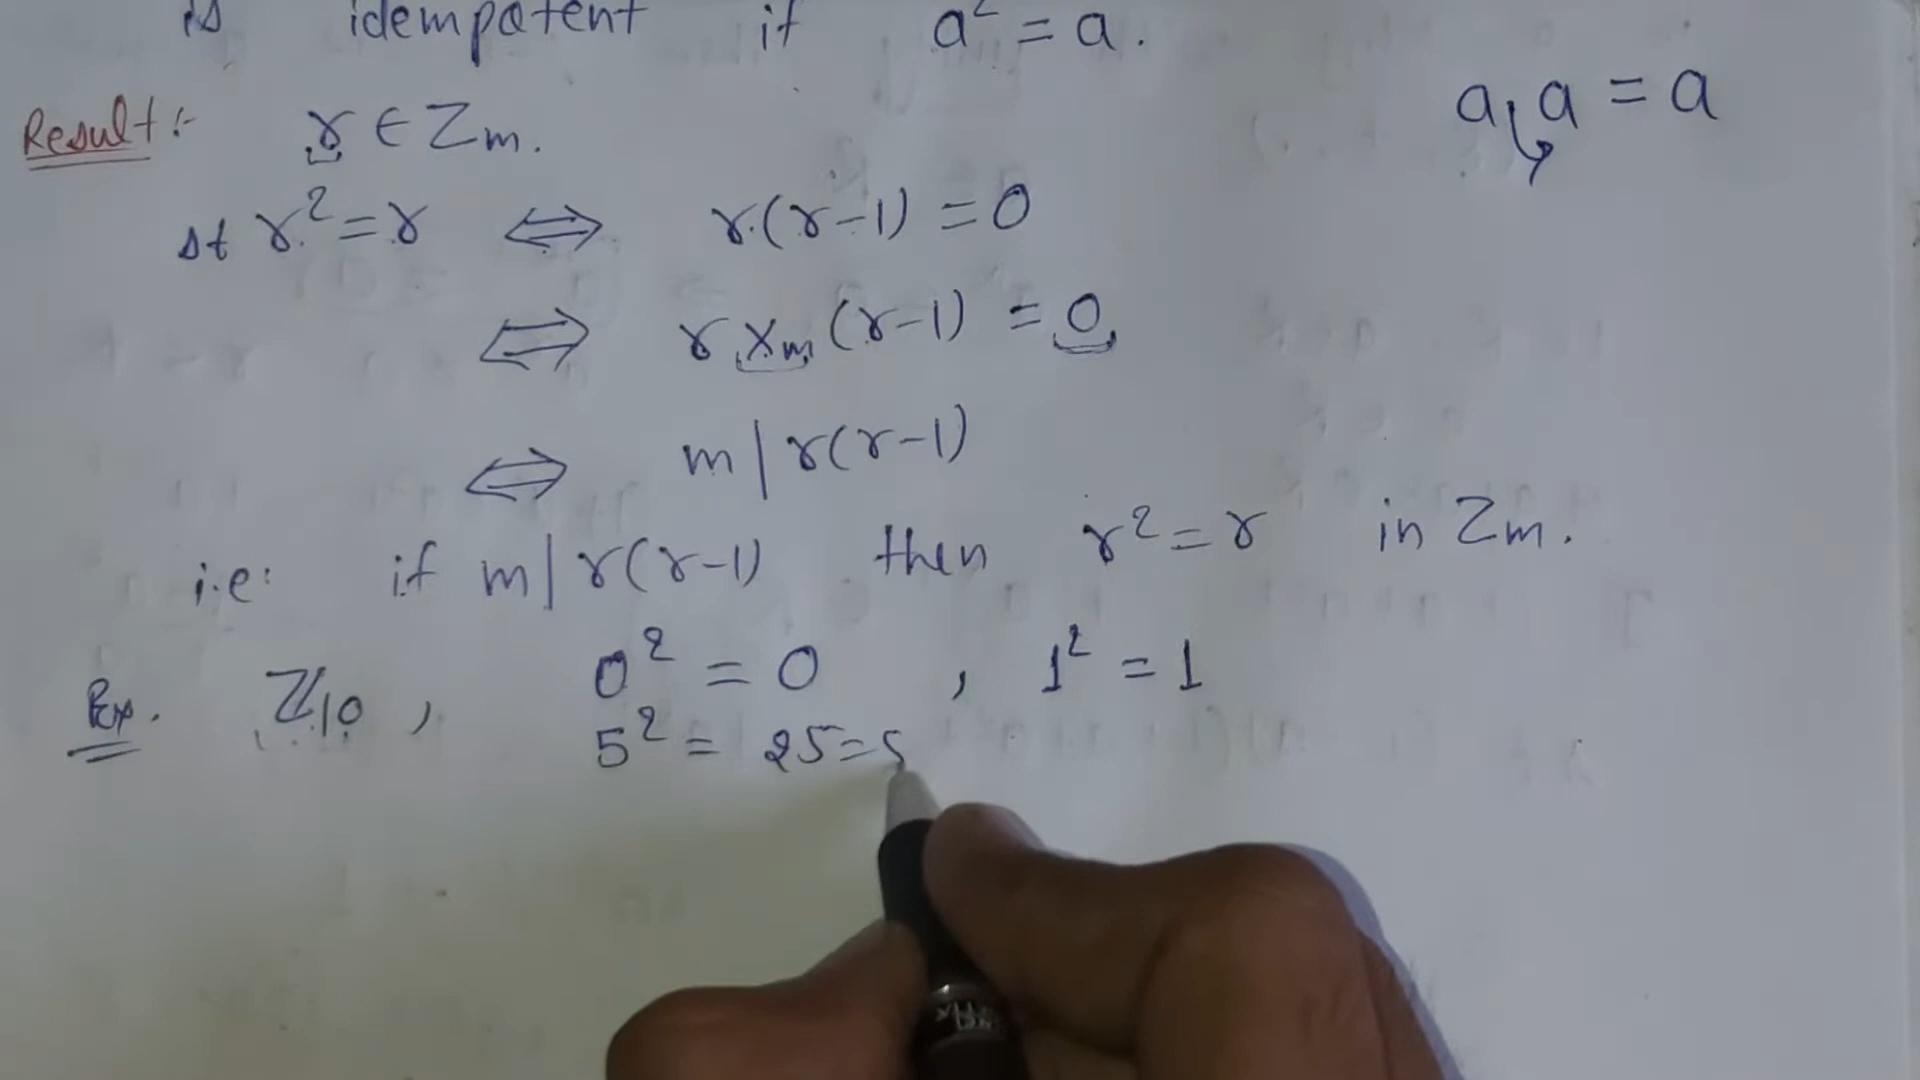 is idempotent if a² = a.
Result:- r ∈ Zm. a.a = a
st r² = r ⇔ r.(r-1) = 0
⇔ r ×m (r-1) = 0
⇔ m | r(r-1)
i.e: if m | r(r-1) then r² = r in Zm.
Ex. Z10, 0² = 0 , 1² = 1
5² = 25 = 5